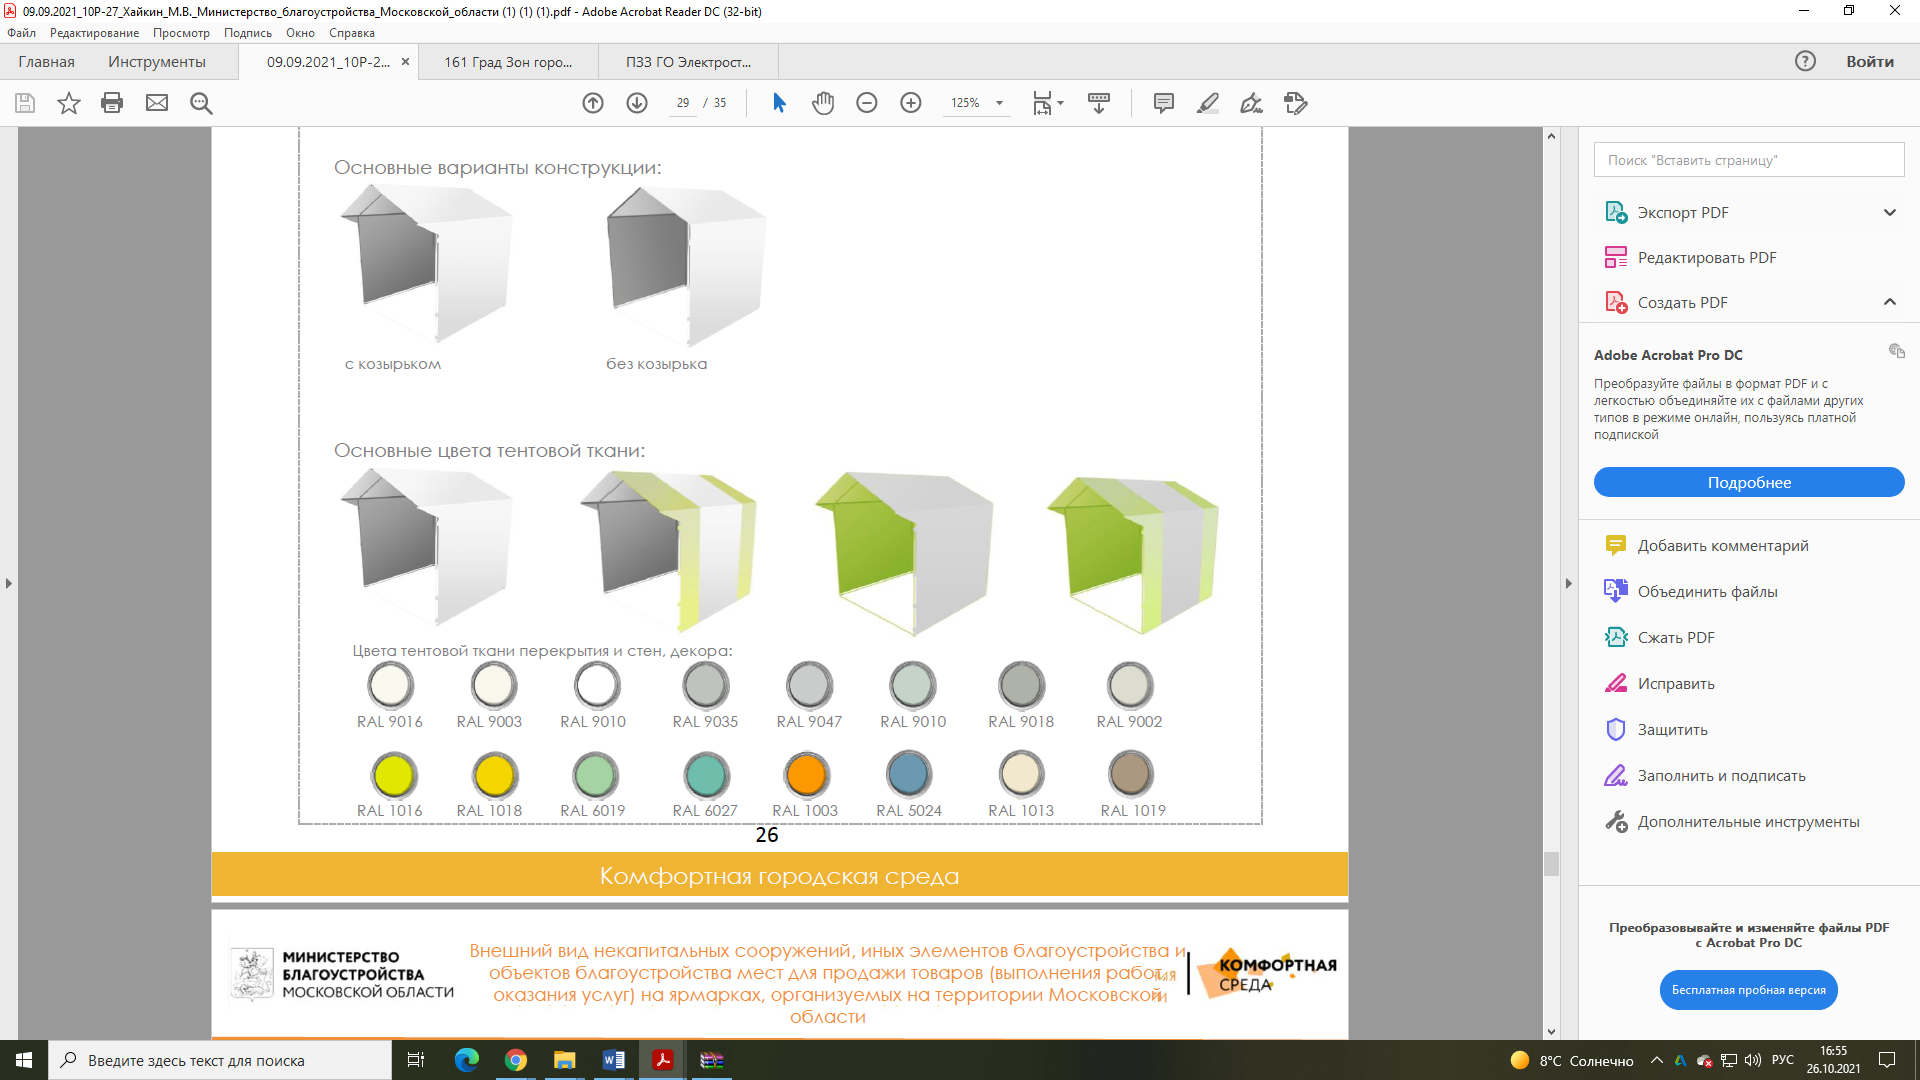 09.09.2021_10Р-27_Хайкин_М.В._Министерство_благоустройства_Московской_области (1) (1) (1).pdf - Adobe Acrobat Reader DC (32-bit)
Файл Редактирование Просмотр Подпись Окно Справка
Главная Инструменты 09.09.2021_10Р-2... × 161 Град Зон горо... ПЗЗ ГО Электрост... Войти
29 / 35 125%
Основные варианты конструкции:
с козырьком без козырька
Основные цвета тентовой ткани:
Цвета тентовой ткани перекрытия и стен, декора:
RAL 9016 RAL 9003 RAL 9010 RAL 9035 RAL 9047 RAL 9010 RAL 9018 RAL 9002
RAL 1016 RAL 1018 RAL 6019 RAL 6027 RAL 1003 RAL 5024 RAL 1013 RAL 1019
26
Комфортная городская среда
МИНИСТЕРСТВО
БЛАГОУСТРОЙСТВА
МОСКОВСКОЙ ОБЛАСТИ
Внешний вид некапитальных сооружений, иных элементов благоустройства и
объектов благоустройства мест для продажи товаров (выполнения работ,
оказания услуг) на ярмарках, организуемых на территории Московской
области
КОМФОРТНАЯ
СРЕДА
Поиск "Вставить страницу"
Экспорт PDF
Редактировать PDF
Создать PDF
Adobe Acrobat Pro DC
Преобразуйте файлы в формат PDF и с
легкостью объединяйте их с файлами других
типов в режиме онлайн, пользуясь платной
подпиской
Подробнее
Добавить комментарий
Объединить файлы
Сжать PDF
Исправить
Защитить
Заполнить и подписать
Дополнительные инструменты
Преобразовывайте и изменяйте файлы PDF
с Acrobat Pro DC
Бесплатная пробная версия
Введите здесь текст для поиска
8°C Солнечно РУС 16:55
26.10.2021